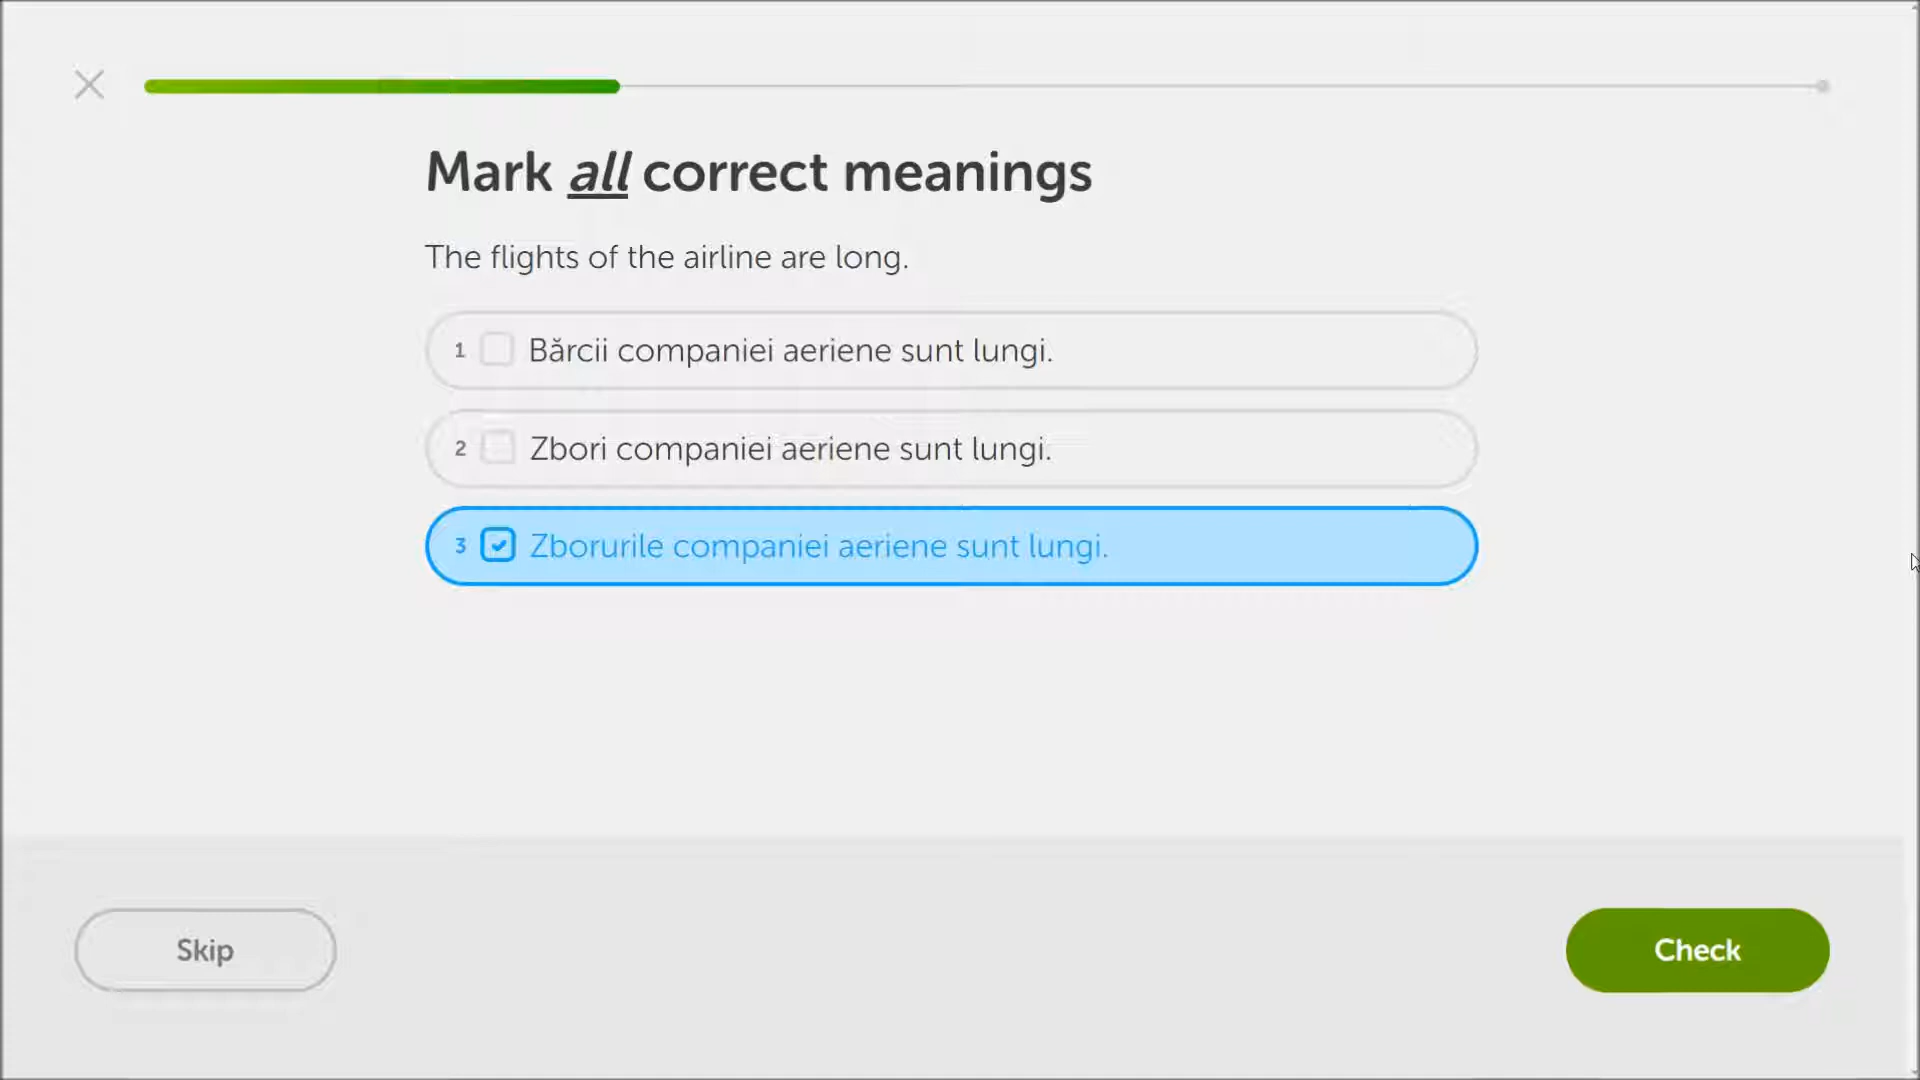 Mark all correct meanings
The flights of the airline are long.
1 Bărcii companiei aeriene sunt lungi.
2 Zbori companiei aeriene sunt lungi.
3 Zborurile companiei aeriene sunt lungi.
Skip
Check